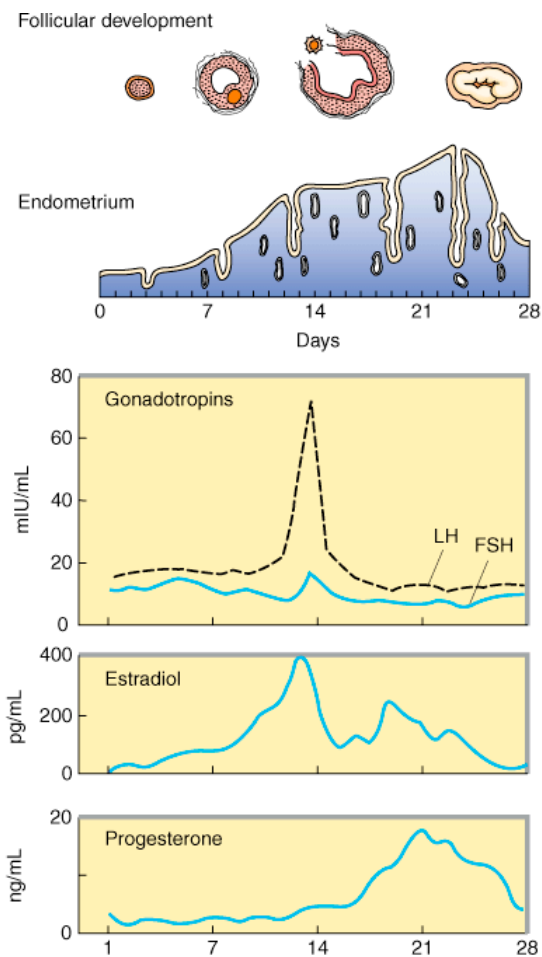 Follicular development
Endometrium
0 7 14 21 28
Days
80
Gonadotropins
60
mIU/mL
40
LH
FSH
20
0
400
Estradiol
pg/mL
200
0
20
Progesterone
ng/mL
0
1 7 14 21 28